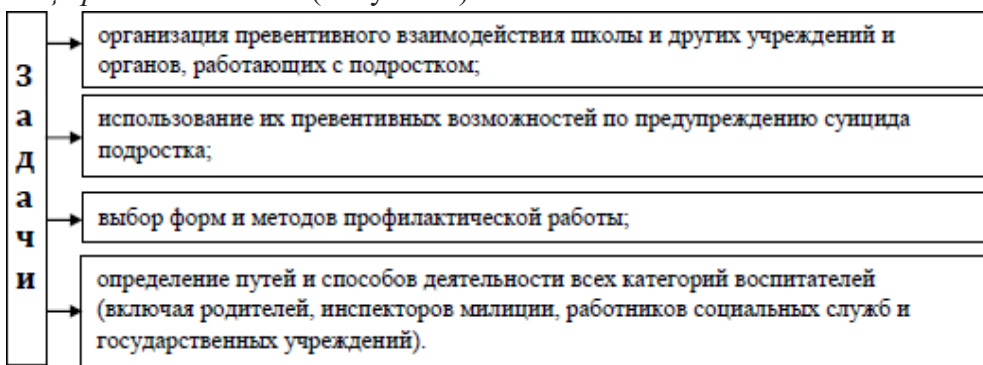 Задачи
организация превентивного взаимодействия школы и других учреждений и
органов, работающих с подростком;
использование их превентивных возможностей по предупреждению суицида
подростка;
выбор форм и методов профилактической работы;
определение путей и способов деятельности всех категорий воспитателей
(включая родителей, инспекторов милиции, работников социальных служб и
государственных учреждений).